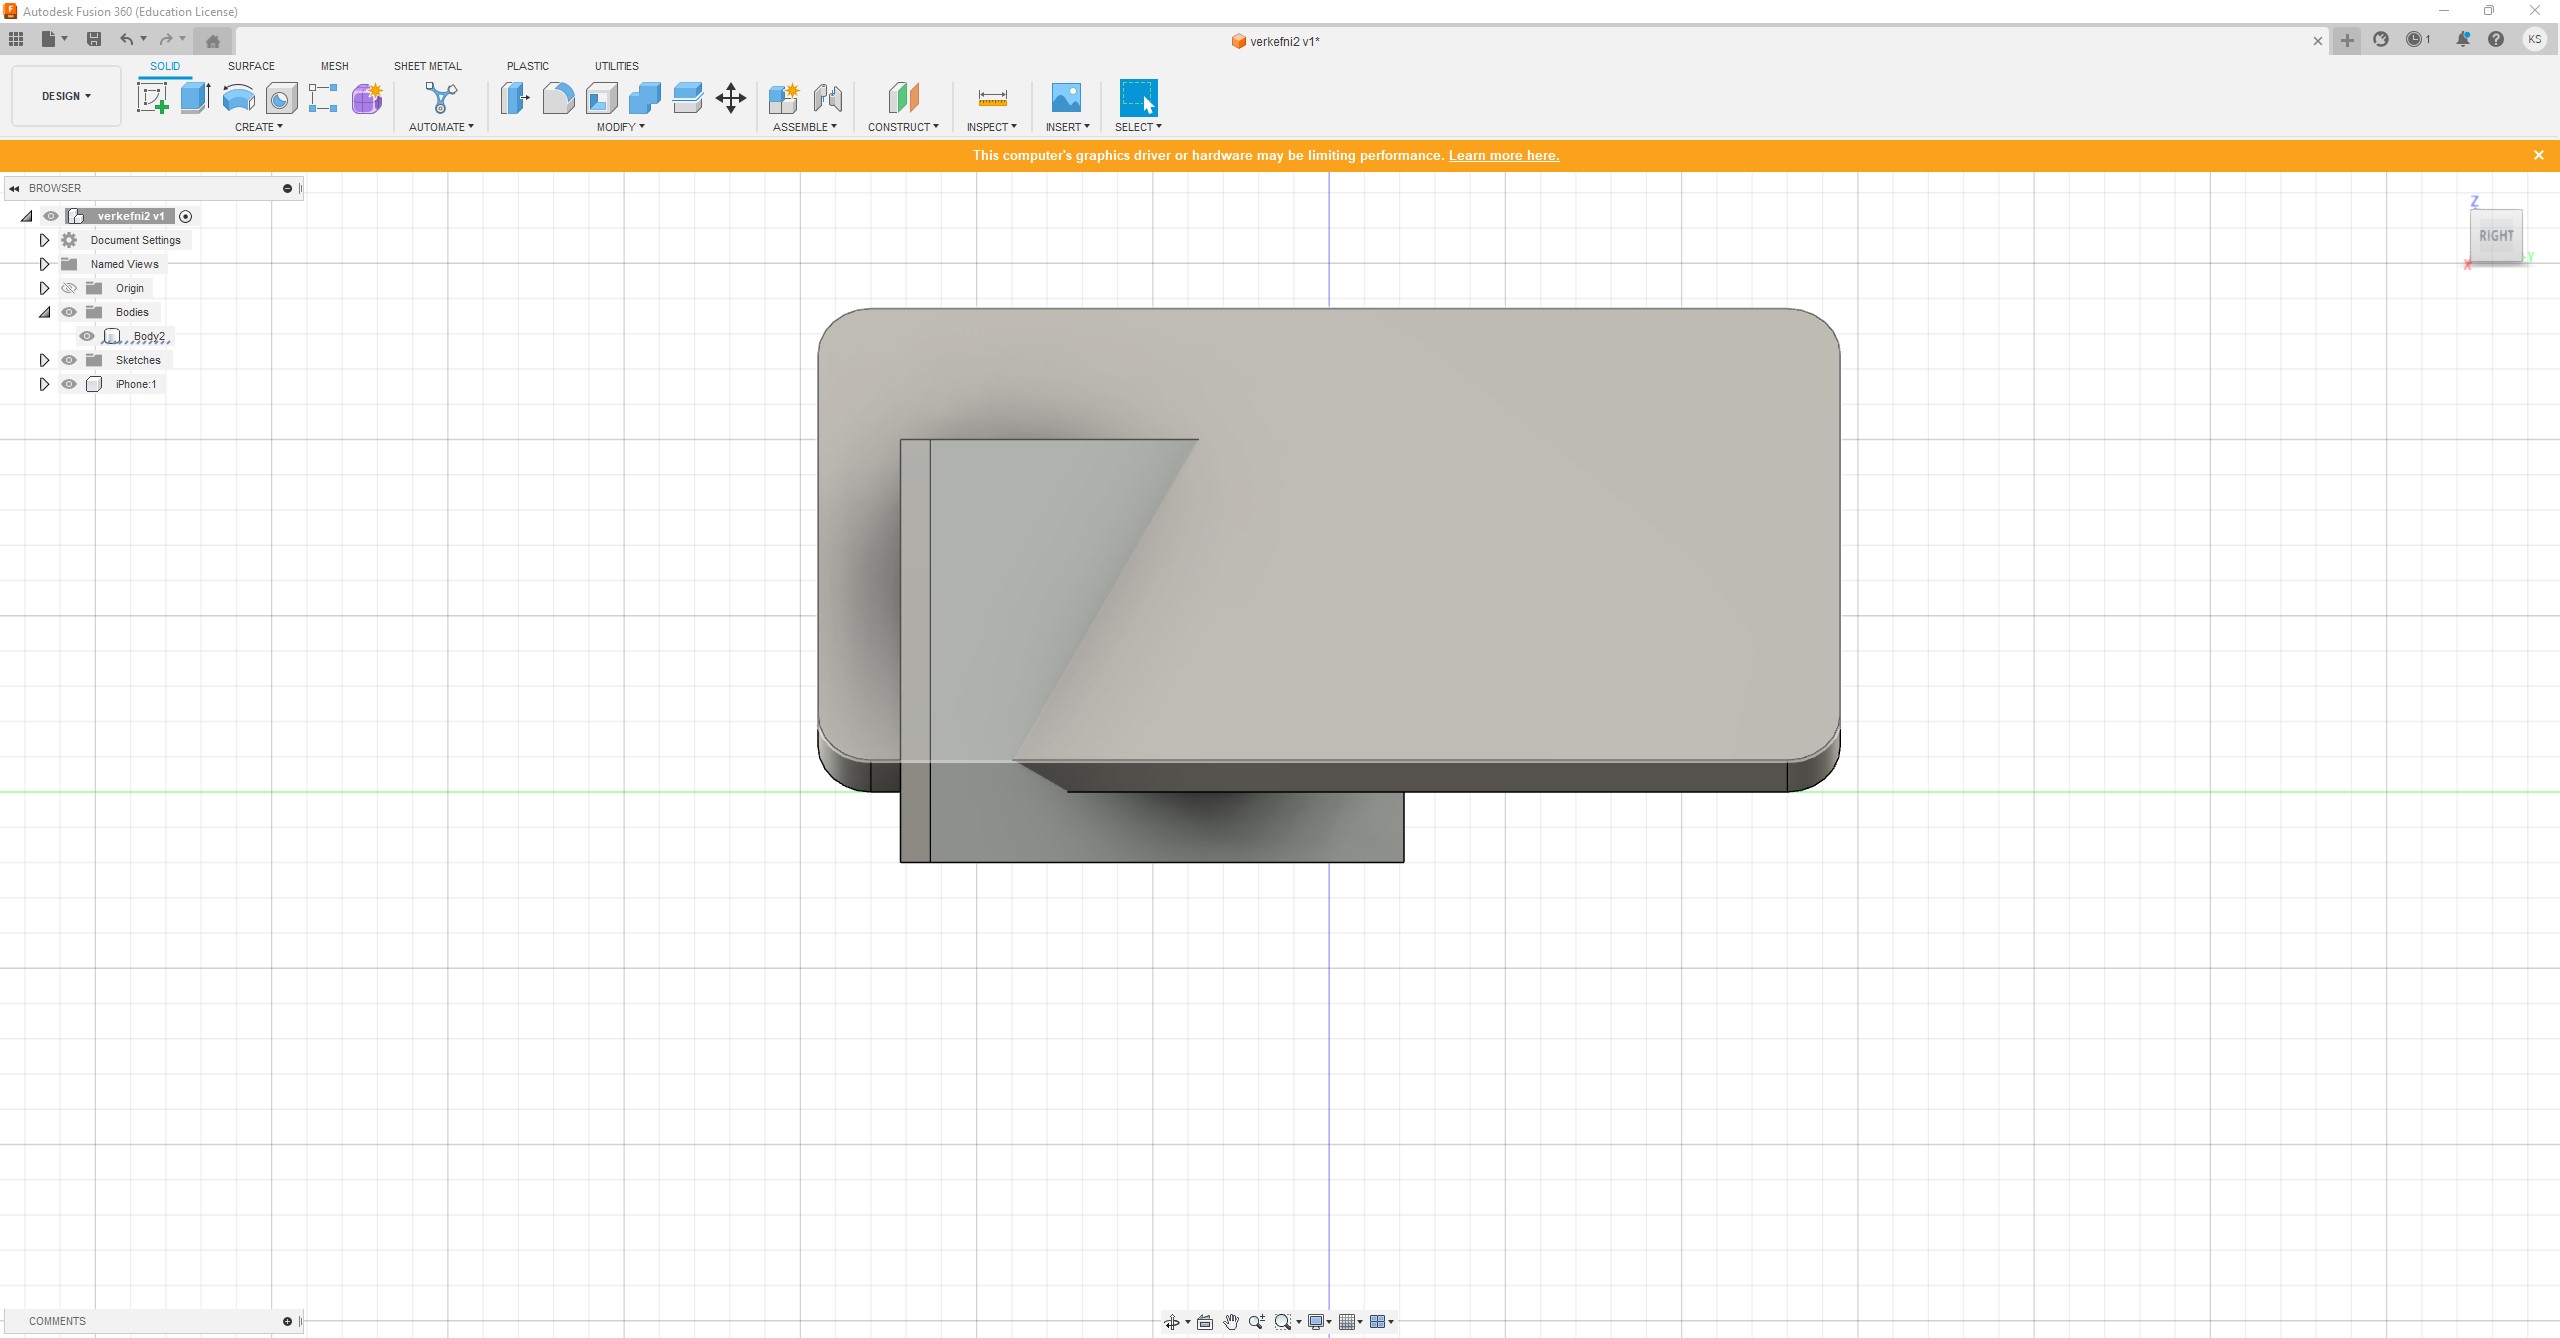 Autodesk Fusion 360 (Education License)
verkefni2 v1*
1
KS
DESIGN
SOLID SURFACE MESH SHEET METAL PLASTIC UTILITIES
CREATE AUTOMATE MODIFY ASSEMBLE CONSTRUCT INSPECT INSERT SELECT
This computer's graphics driver or hardware may be limiting performance. Learn more here.
BROWSER
verkefni2 v1
Document Settings
Named Views
Origin
Bodies
Body2
Sketches
iPhone:1
Z
RIGHT
Y
X
COMMENTS